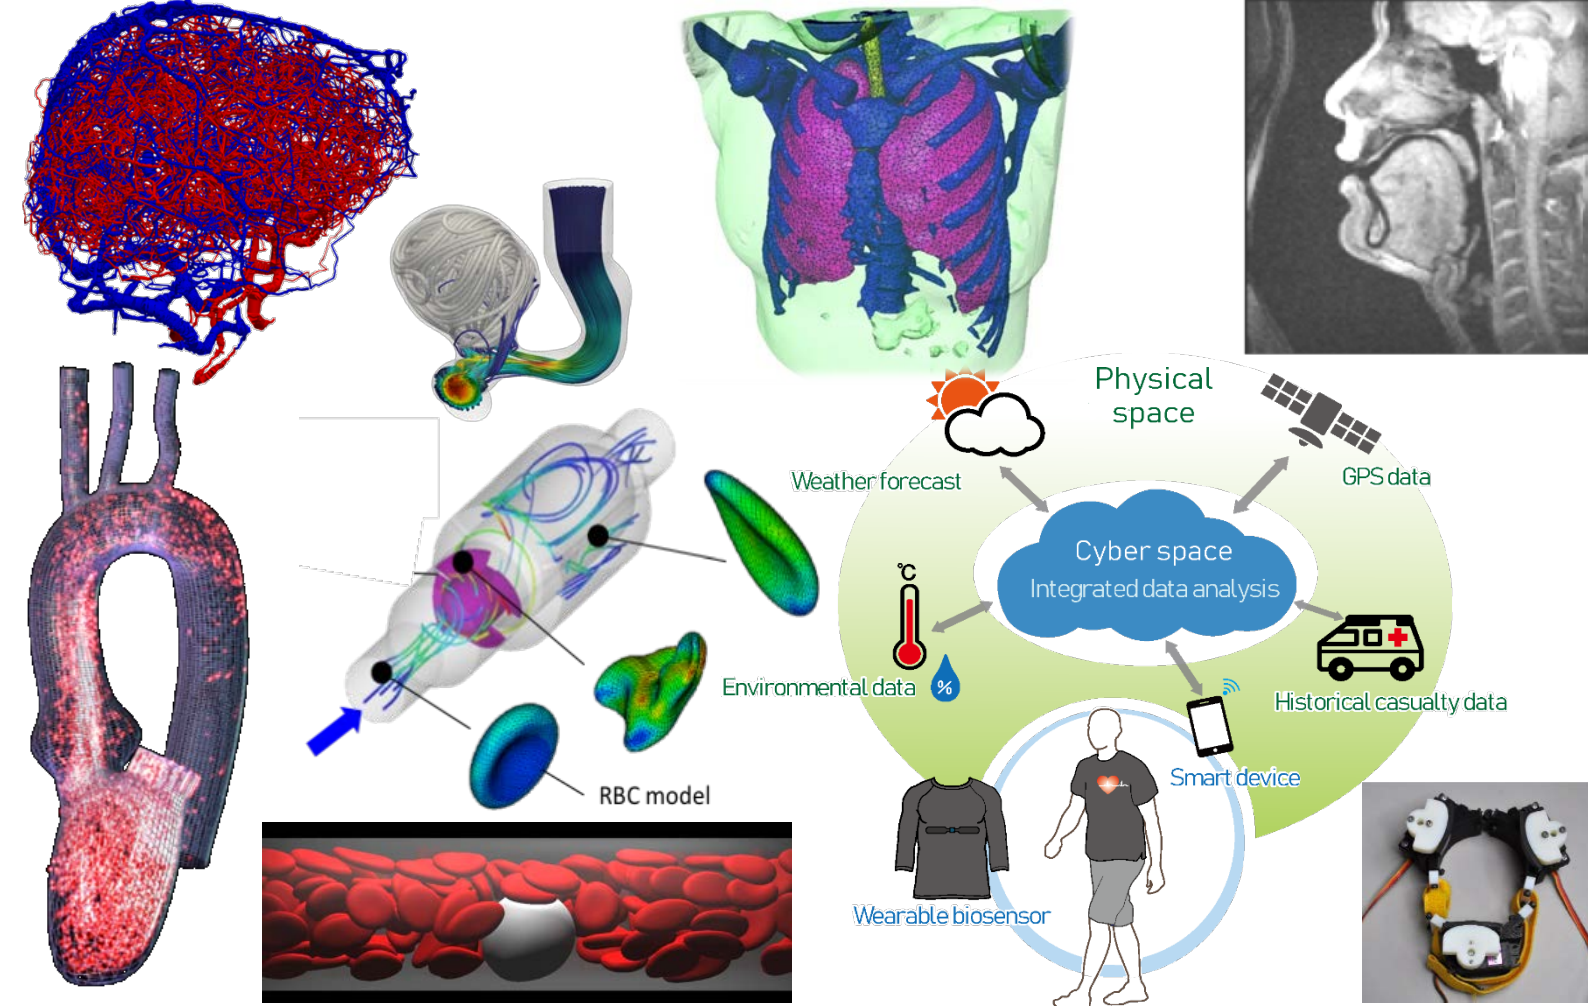 Physical
space
Weather forecast
GPS data
Cyber space
Integrated data analysis
℃
Environmental data
%
Historical casualty data
Smart device
RBC model
Wearable biosensor